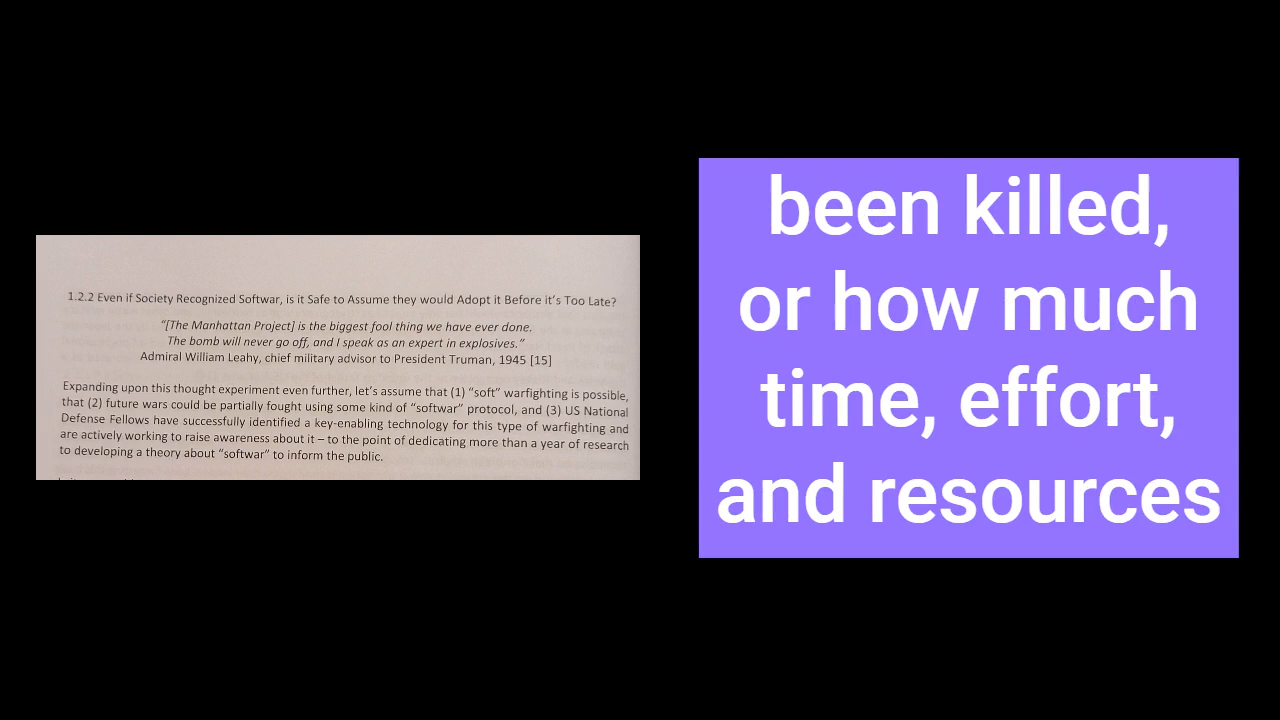 1.2.2 Even if Society Recognized Softwar, is it Safe to Assume they would Adopt it Before it's Too Late?
"[The Manhattan Project] is the biggest fool thing we have ever done.
The bomb will never go off, and I speak as an expert in explosives."
Admiral William Leahy, chief military advisor to President Truman, 1945 [15]
Expanding upon this thought experiment even further, let's assume that (1) "soft" warfighting is possible,
that (2) future wars could be partially fought using some kind of "softwar" protocol, and (3) US National
Defense Fellows have successfully identified a key-enabling technology for this type of warfighting and
are actively working to raise awareness about it – to the point of dedicating more than a year of research
to developing a theory about "softwar" to inform the public.
been killed,
or how much
time, effort,
and resources